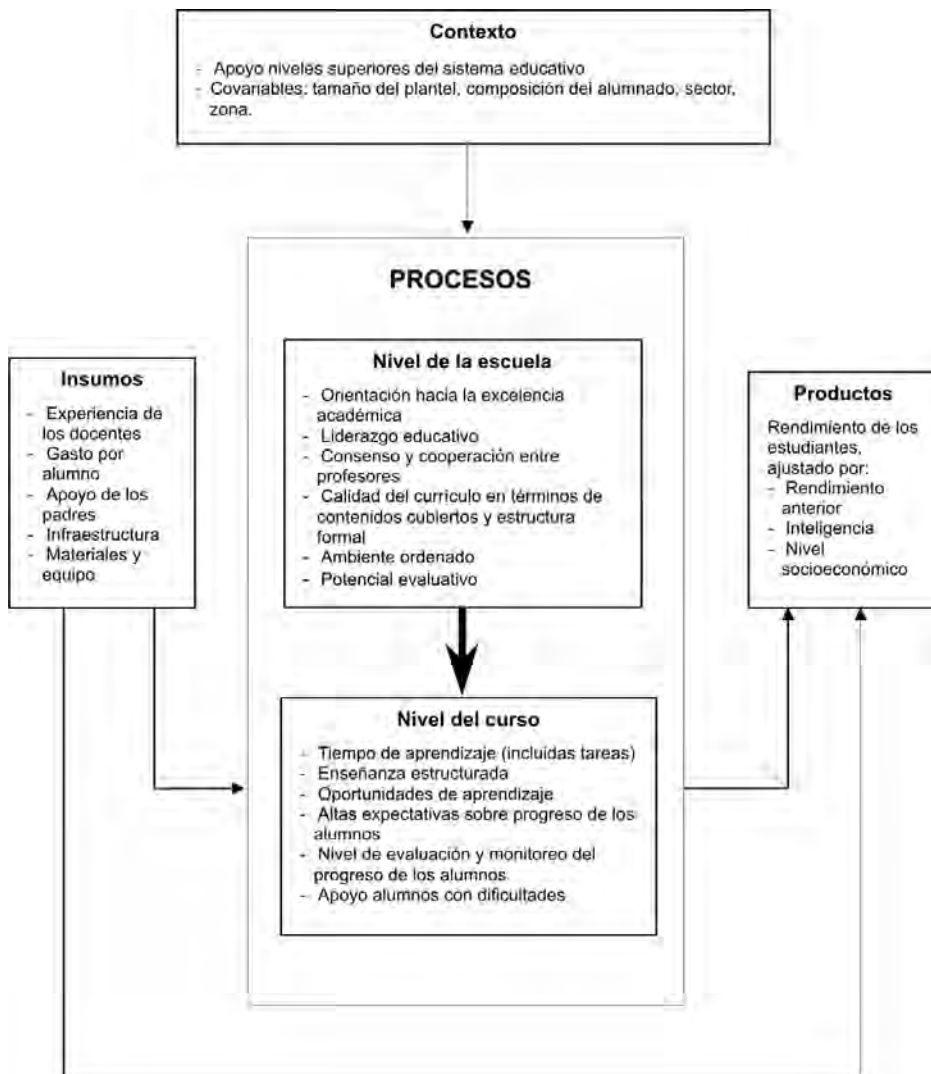 Contexto
- Apoyo niveles superiores del sistema educativo
- Covariables: tamaño del plantel, composición del alumnado, sector,
zona.
PROCESOS
Nivel de la escuela
- Orientación hacia la excelencia
académica
- Liderazgo educativo
- Consenso y cooperación entre
profesores
- Calidad del currículo en términos de
contenidos cubiertos y estructura
formal
- Ambiente ordenado
- Potencial evaluativo
Insumos
- Experiencia de
los docentes
- Gasto por
alumno
- Apoyo de los
padres
- Infraestructura
- Materiales y
equipo
Productos
Rendimiento de los
estudiantes,
ajustado por:
- Rendimiento
anterior
- Inteligencia
- Nivel
socioeconómico
Nivel del curso
- Tiempo de aprendizaje (incluidas tareas)
- Enseñanza estructurada
- Oportunidades de aprendizaje
- Altas expectativas sobre progreso de los
alumnos
- Nivel de evaluación y monitoreo del
progreso de los alumnos
- Apoyo alumnos con dificultades